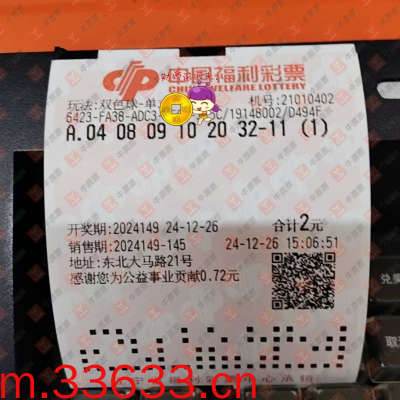 中国福利彩票
CHINA WELFARE LOTTERY
玩法:双色球-单
机号:21010402
6423-FA38-ADC3
/19148002/D494F
A.04 08 09 10 20 32-11 (1)
开奖期:2024149 24-12-26 合计2元
销售期:2024149-145 24-12-26 15:06:51
地址:东北大马路21号
感谢您为公益事业贡献0.72元
兑奖
m.33633.cn